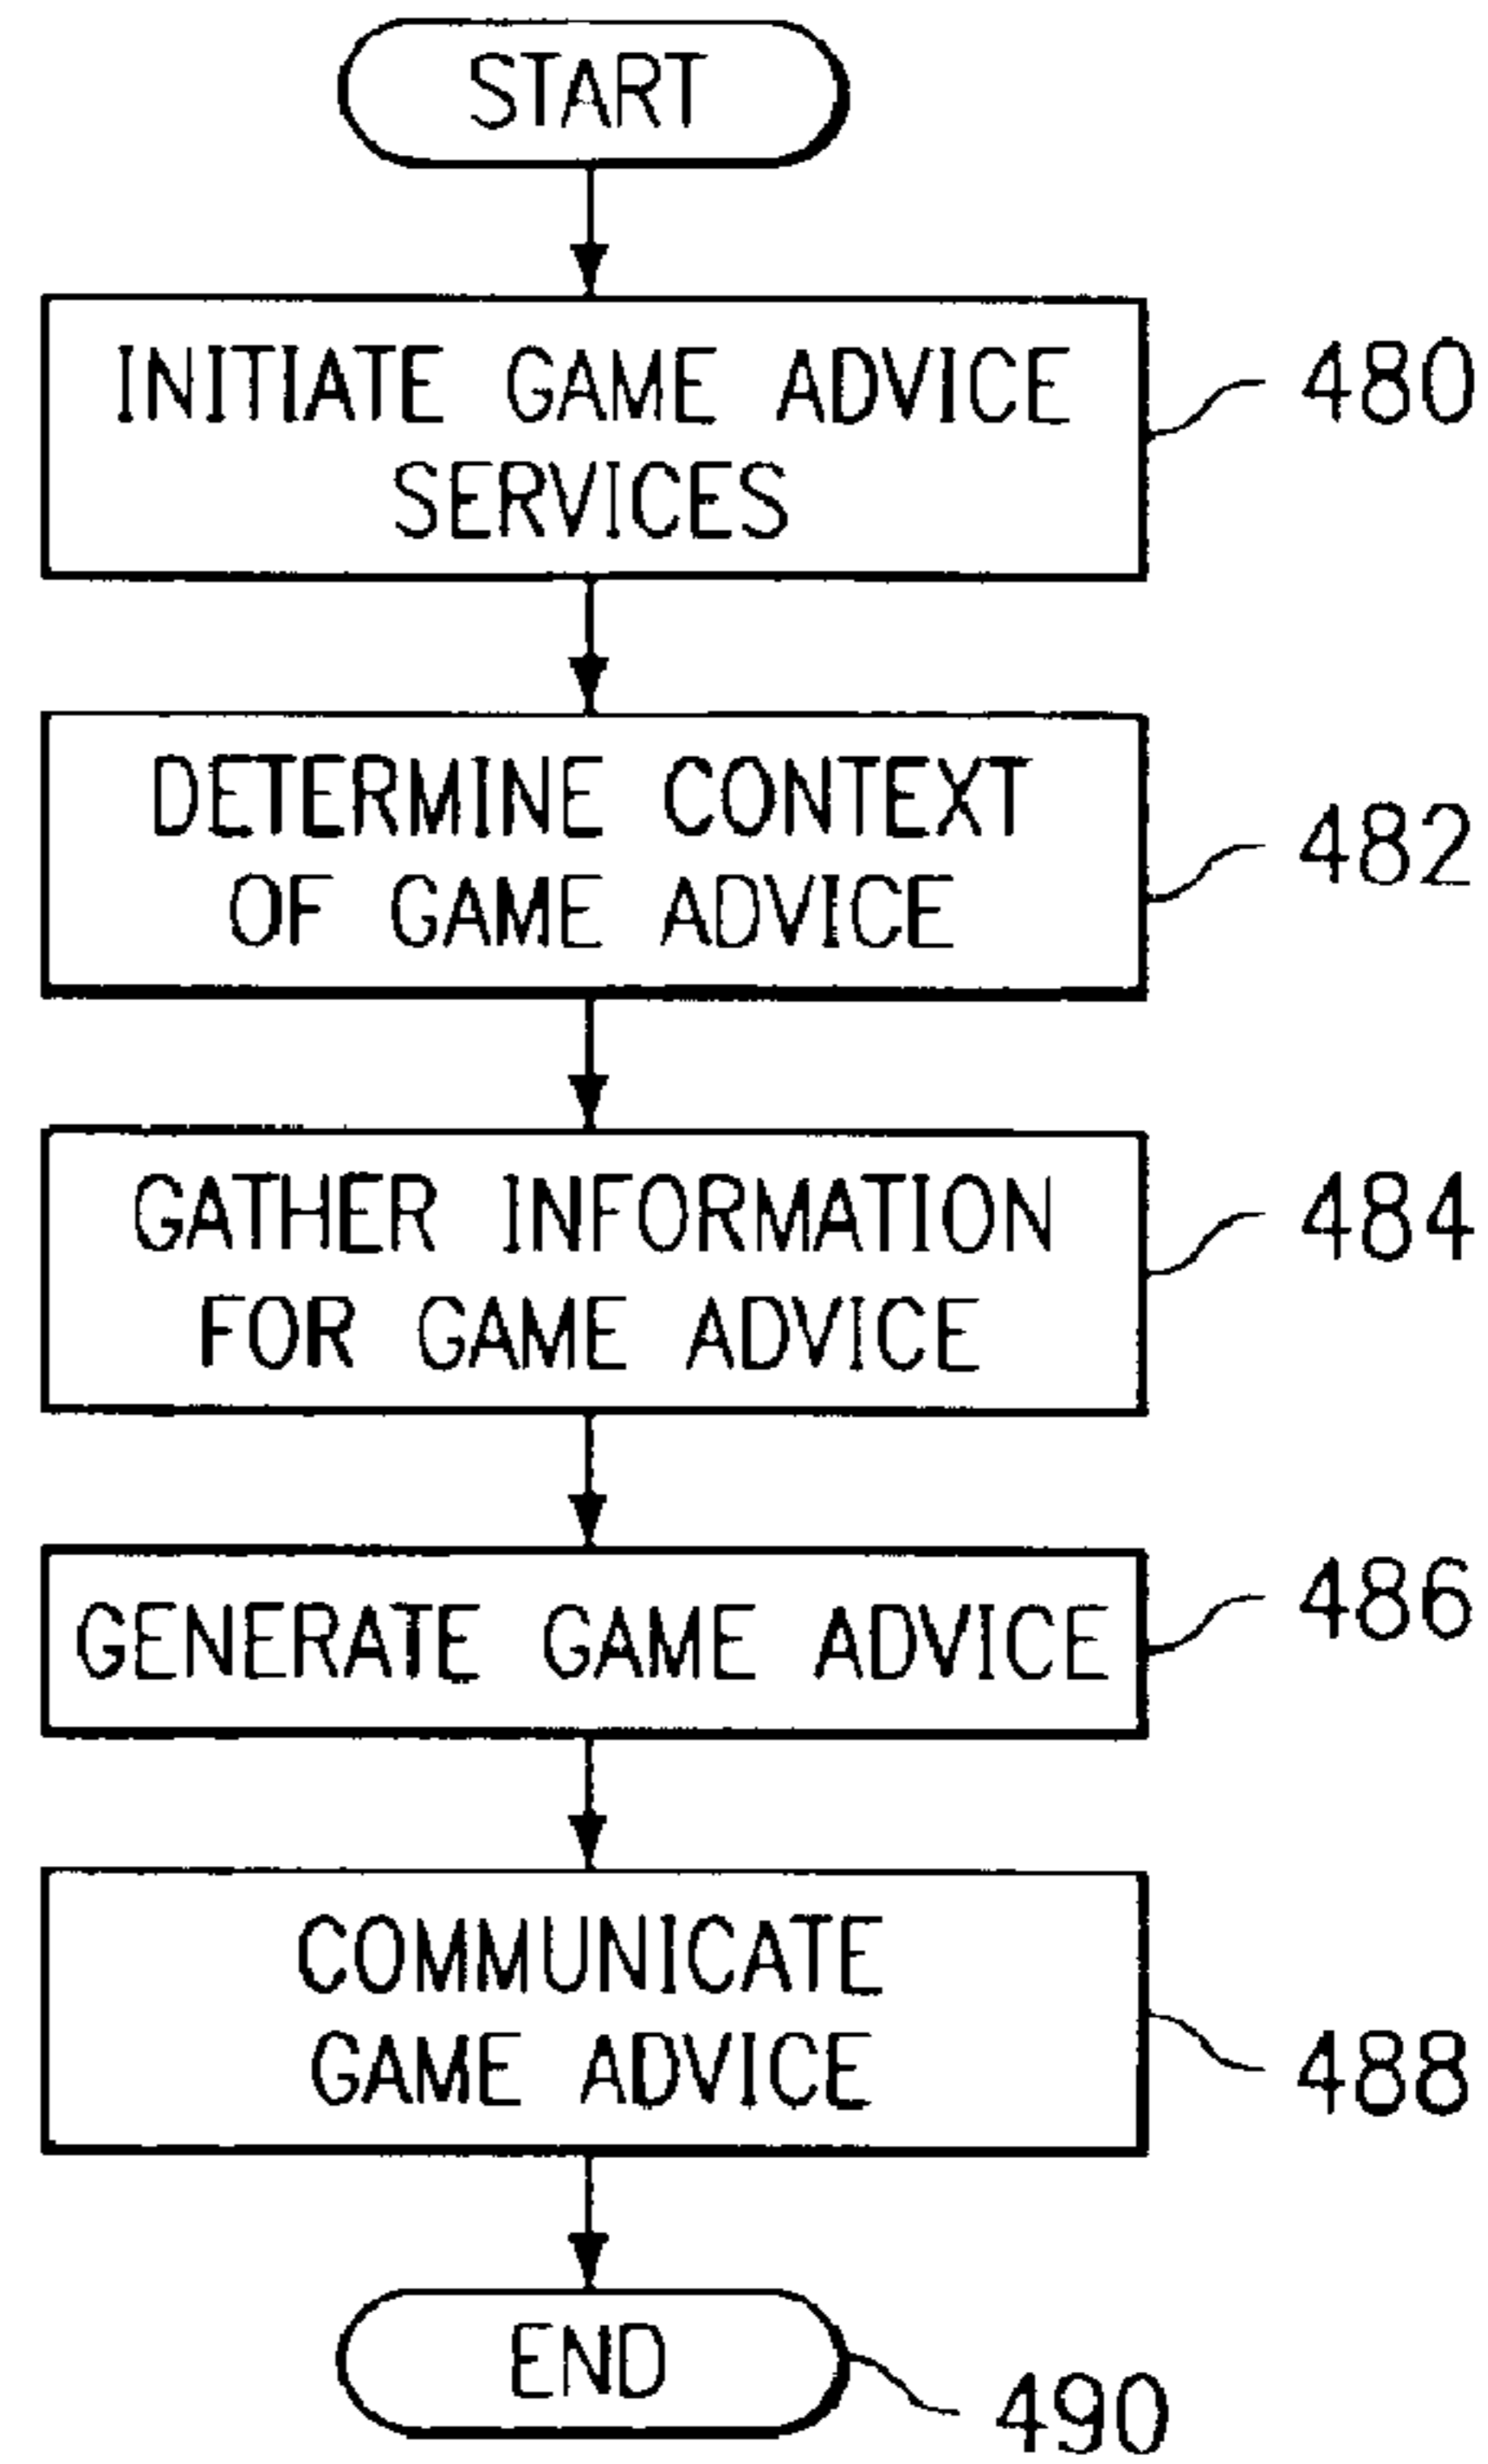 START
INITIATE GAME ADVICE
SERVICES
480
DETERMINE CONTEXT
OF GAME ADVICE
482
GATHER INFORMATION
FOR GAME ADVICE
484
GENERATE GAME ADVICE
486
COMMUNICATE
GAME ADVICE
488
END
490